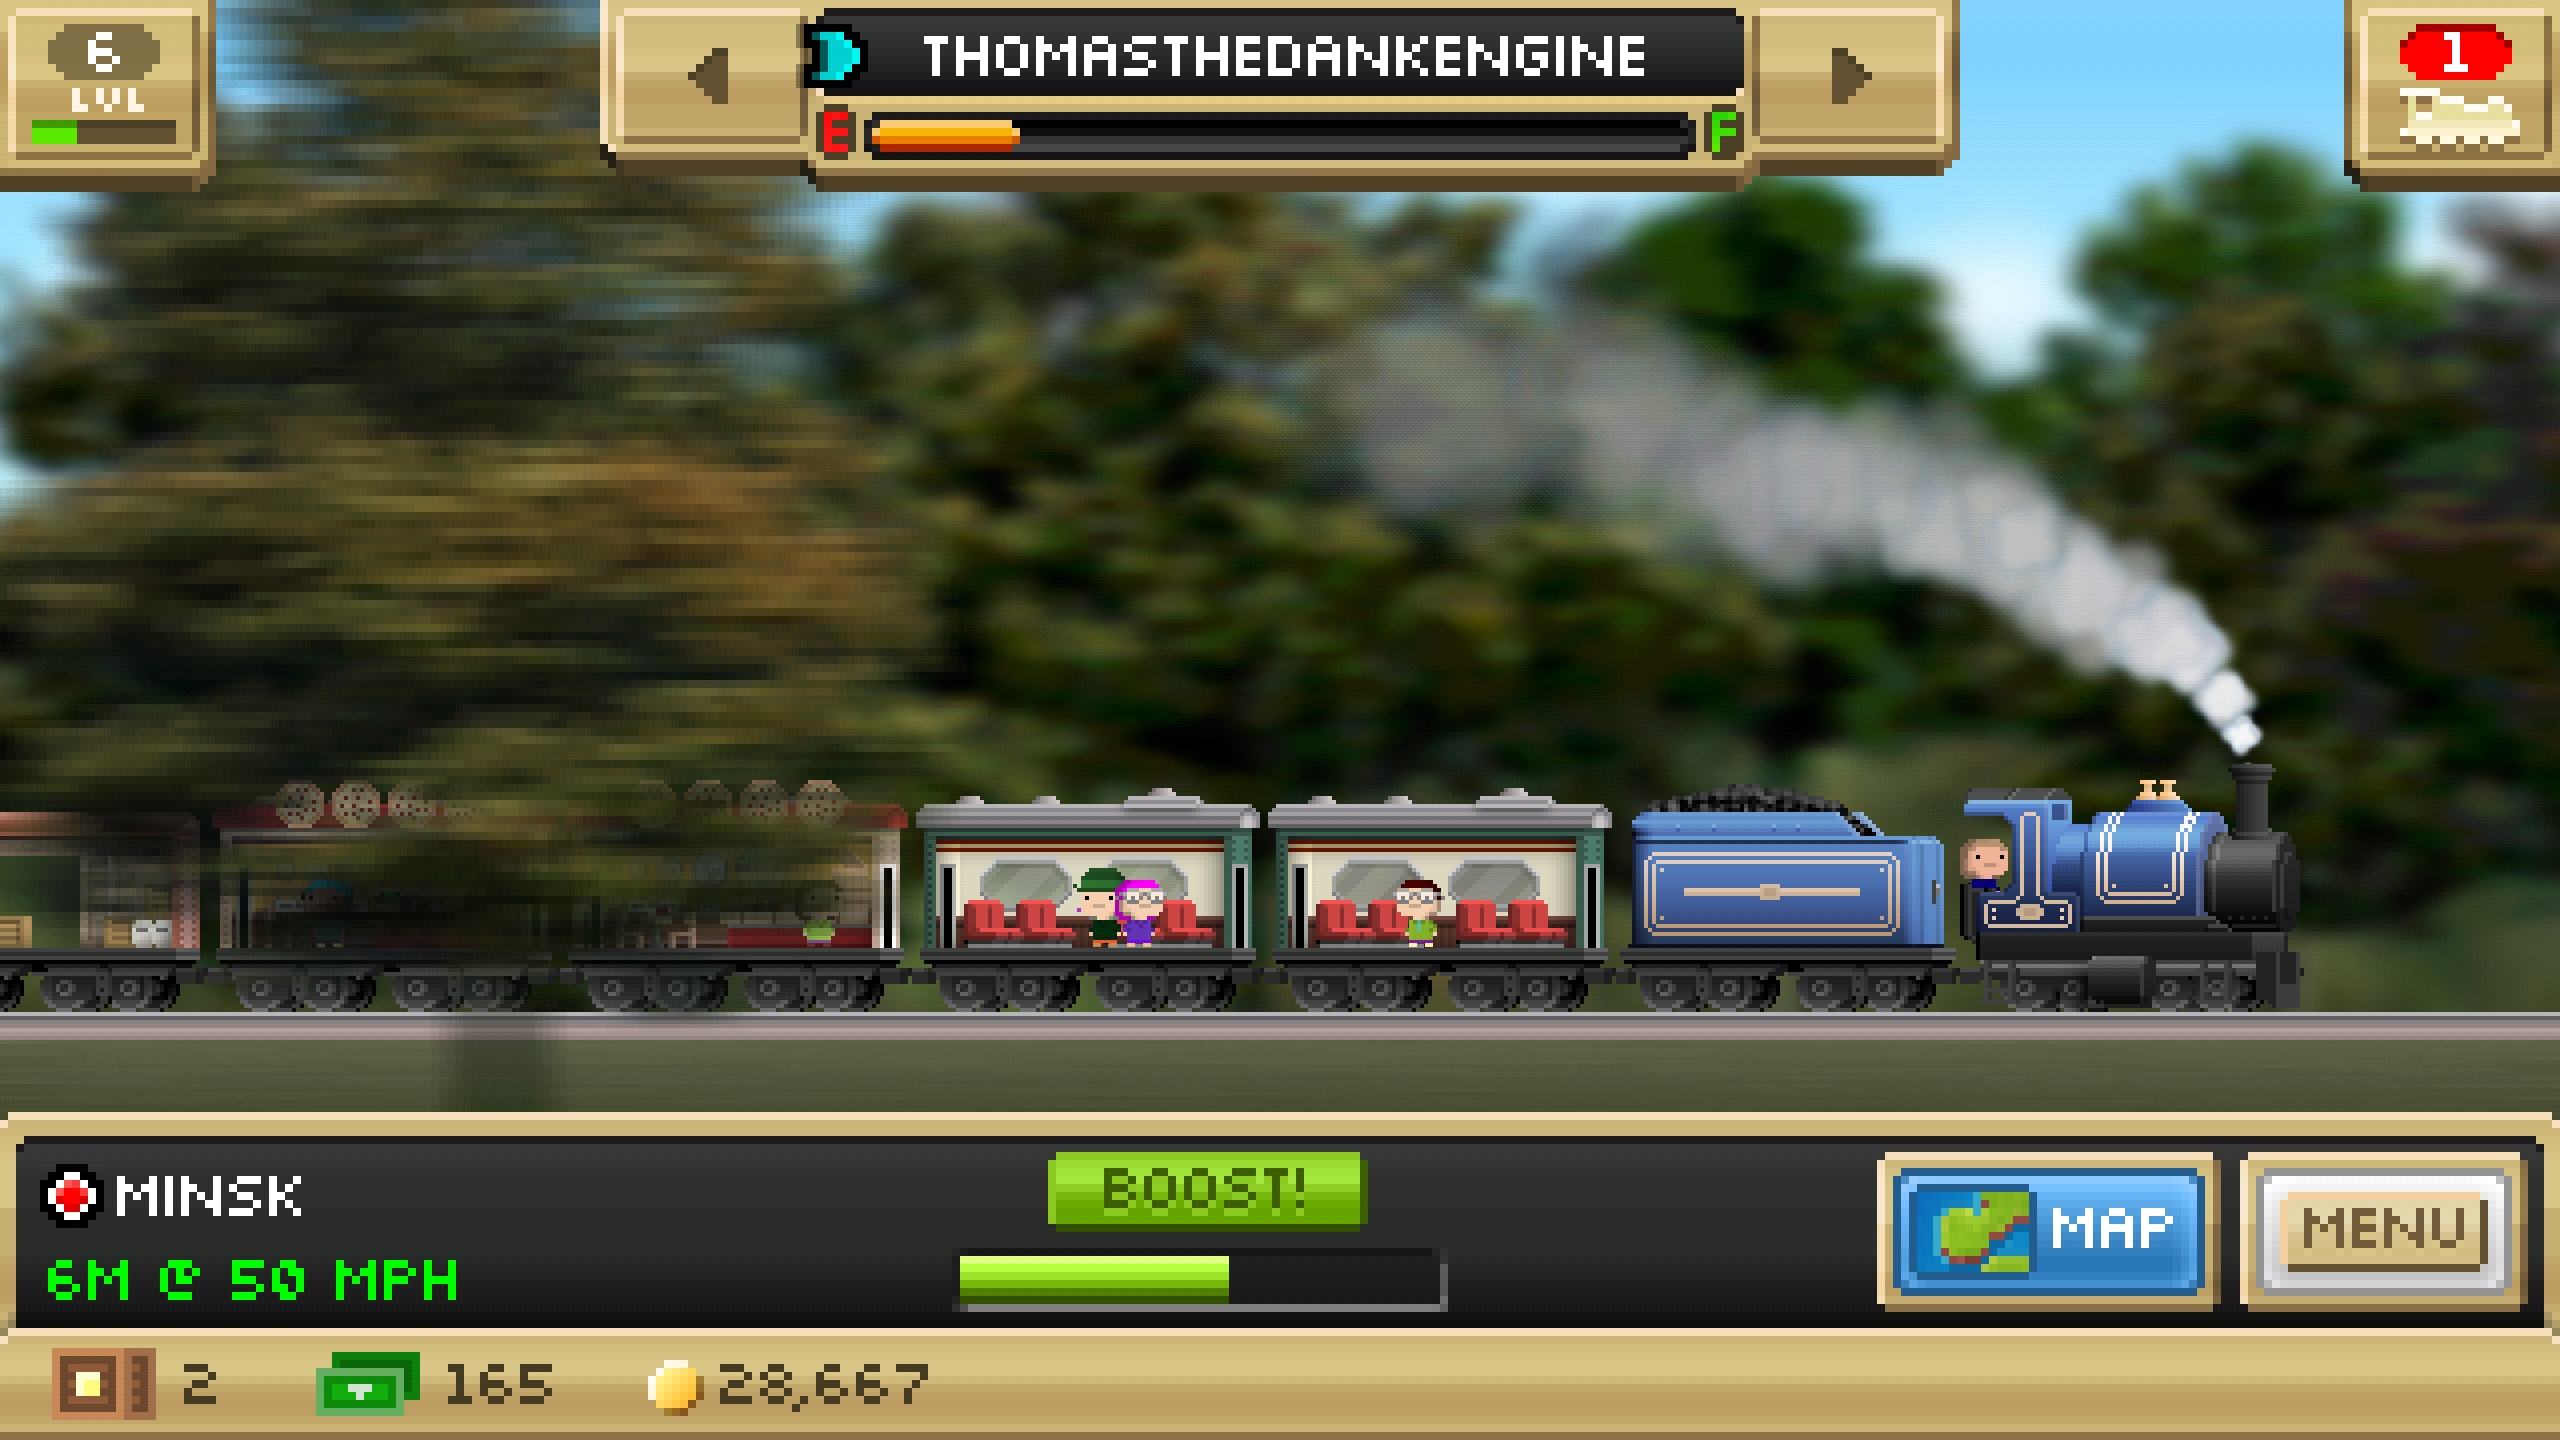 6
LVL
THOMASTHEDANKENGINE
E F
1
MINSK
6M @ 50 MPH
BOOST!
MAP
MENU
2 165 28,667